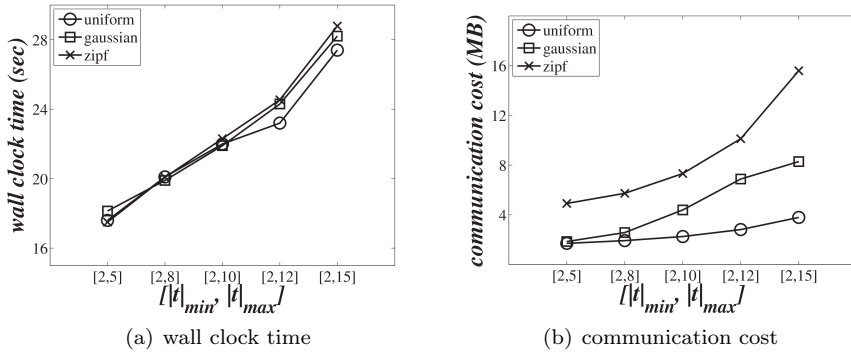 wall clock time (sec)
28
24
20
16
uniform
gaussian
zipf
[2,5] [2,8] [2,10] [2,12] [2,15]
[|t|min, |t|max]
(a) wall clock time
communication cost (MB)
16
12
8
4
uniform
gaussian
zipf
[2,5] [2,8] [2,10] [2,12] [2,15]
[|t|min, |t|max]
(b) communication cost